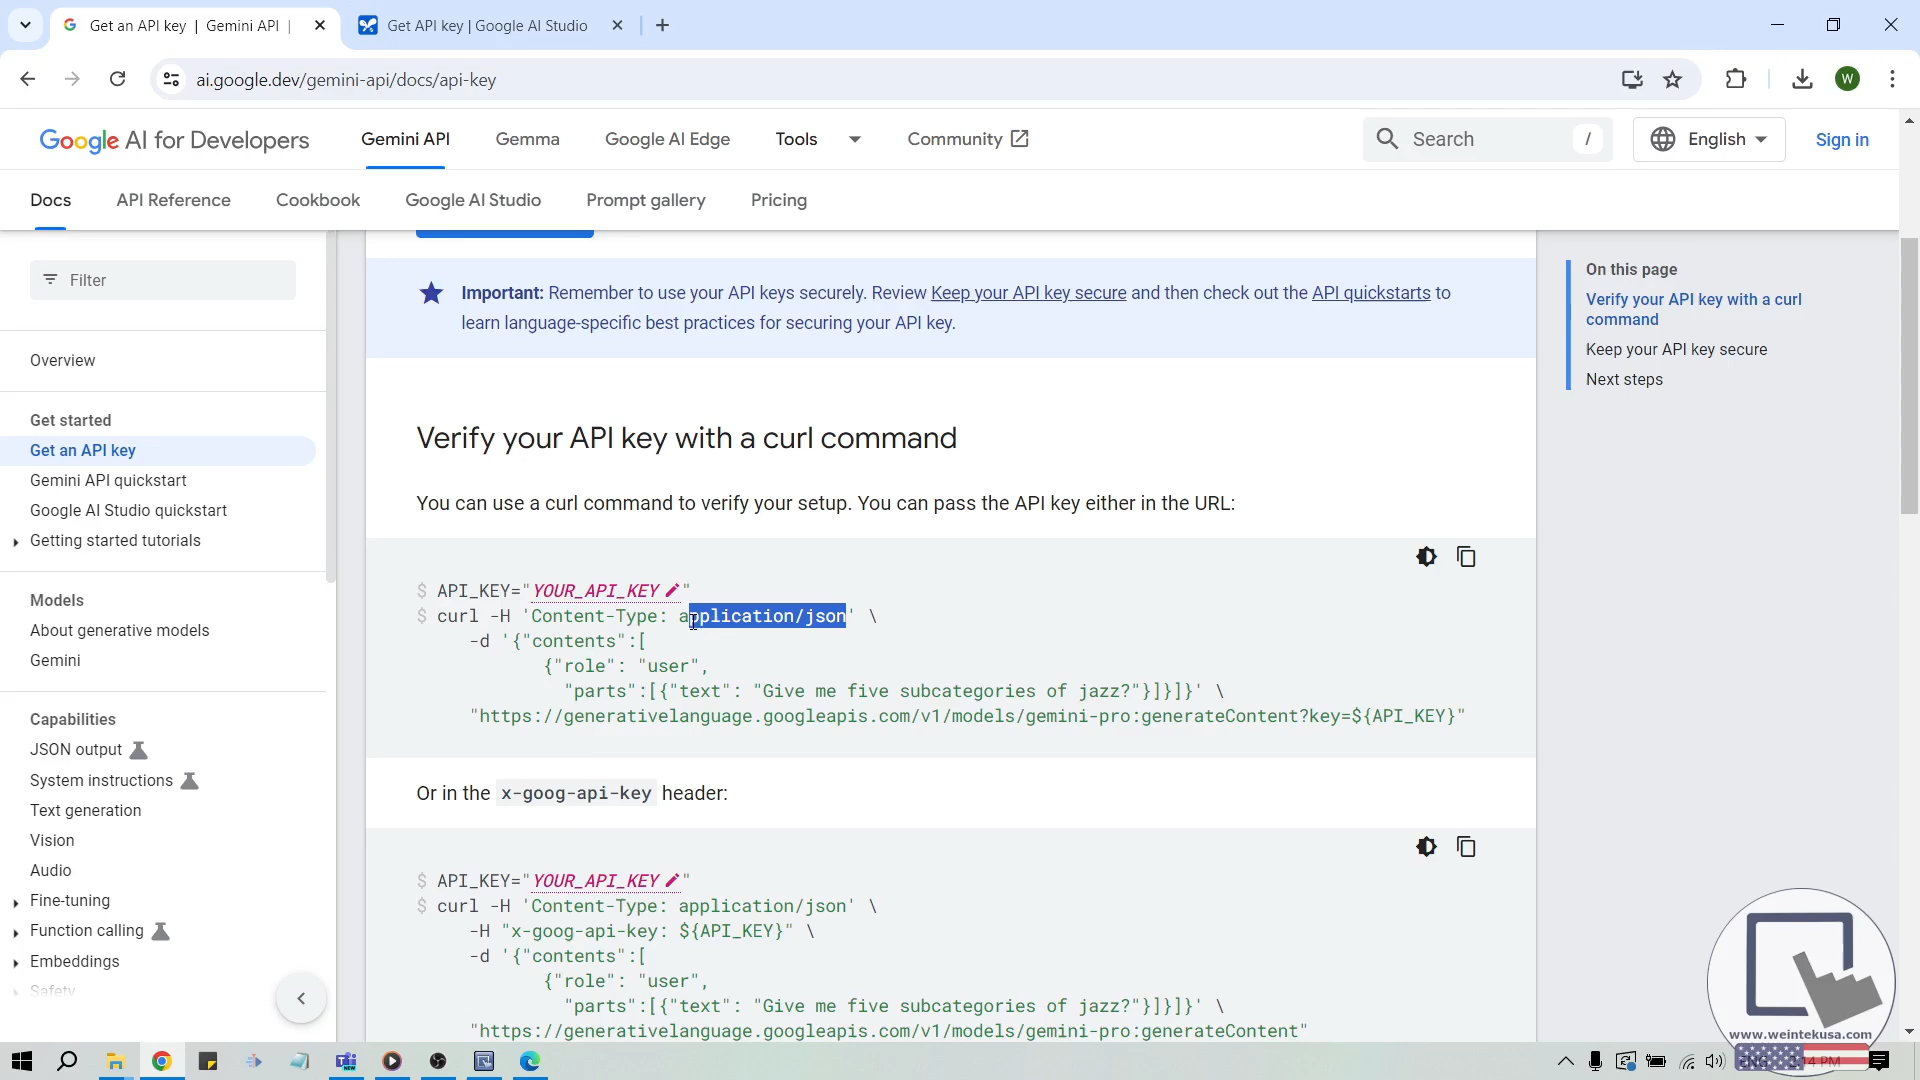 Get an API key | Gemini API |
Get API key | Google AI Studio
ai.google.dev/gemini-api/docs/api-key
W
Google AI for Developers
Gemini API
Gemma
Google AI Edge
Tools
Community
Search
/
English
Sign in
Docs
API Reference
Cookbook
Google AI Studio
Prompt gallery
Pricing
Filter
Overview
Get started
Get an API key
Gemini API quickstart
Google AI Studio quickstart
Getting started tutorials
Models
About generative models
Gemini
Capabilities
JSON output
System instructions
Text generation
Vision
Audio
Fine-tuning
Function calling
Embeddings
Safety
Important: Remember to use your API keys securely. Review Keep your API key secure and then check out the API quickstarts to
learn language-specific best practices for securing your API key.
Verify your API key with a curl command
You can use a curl command to verify your setup. You can pass the API key either in the URL:
$ API_KEY="YOUR_API_KEY"
$ curl -H 'Content-Type: application/json' \
-d '{"contents":[
{"role": "user",
"parts":[{"text": "Give me five subcategories of jazz?"}]}]}' \
"https://generativelanguage.googleapis.com/v1/models/gemini-pro:generateContent?key=${API_KEY}"
Or in the x-goog-api-key header:
$ API_KEY="YOUR_API_KEY"
$ curl -H 'Content-Type: application/json' \
-H "x-goog-api-key: ${API_KEY}" \
-d '{"contents":[
{"role": "user",
"parts":[{"text": "Give me five subcategories of jazz?"}]}]}' \
"https://generativelanguage.googleapis.com/v1/models/gemini-pro:generateContent"
On this page
Verify your API key with a curl
command
Keep your API key secure
Next steps
www.weintekusa.com